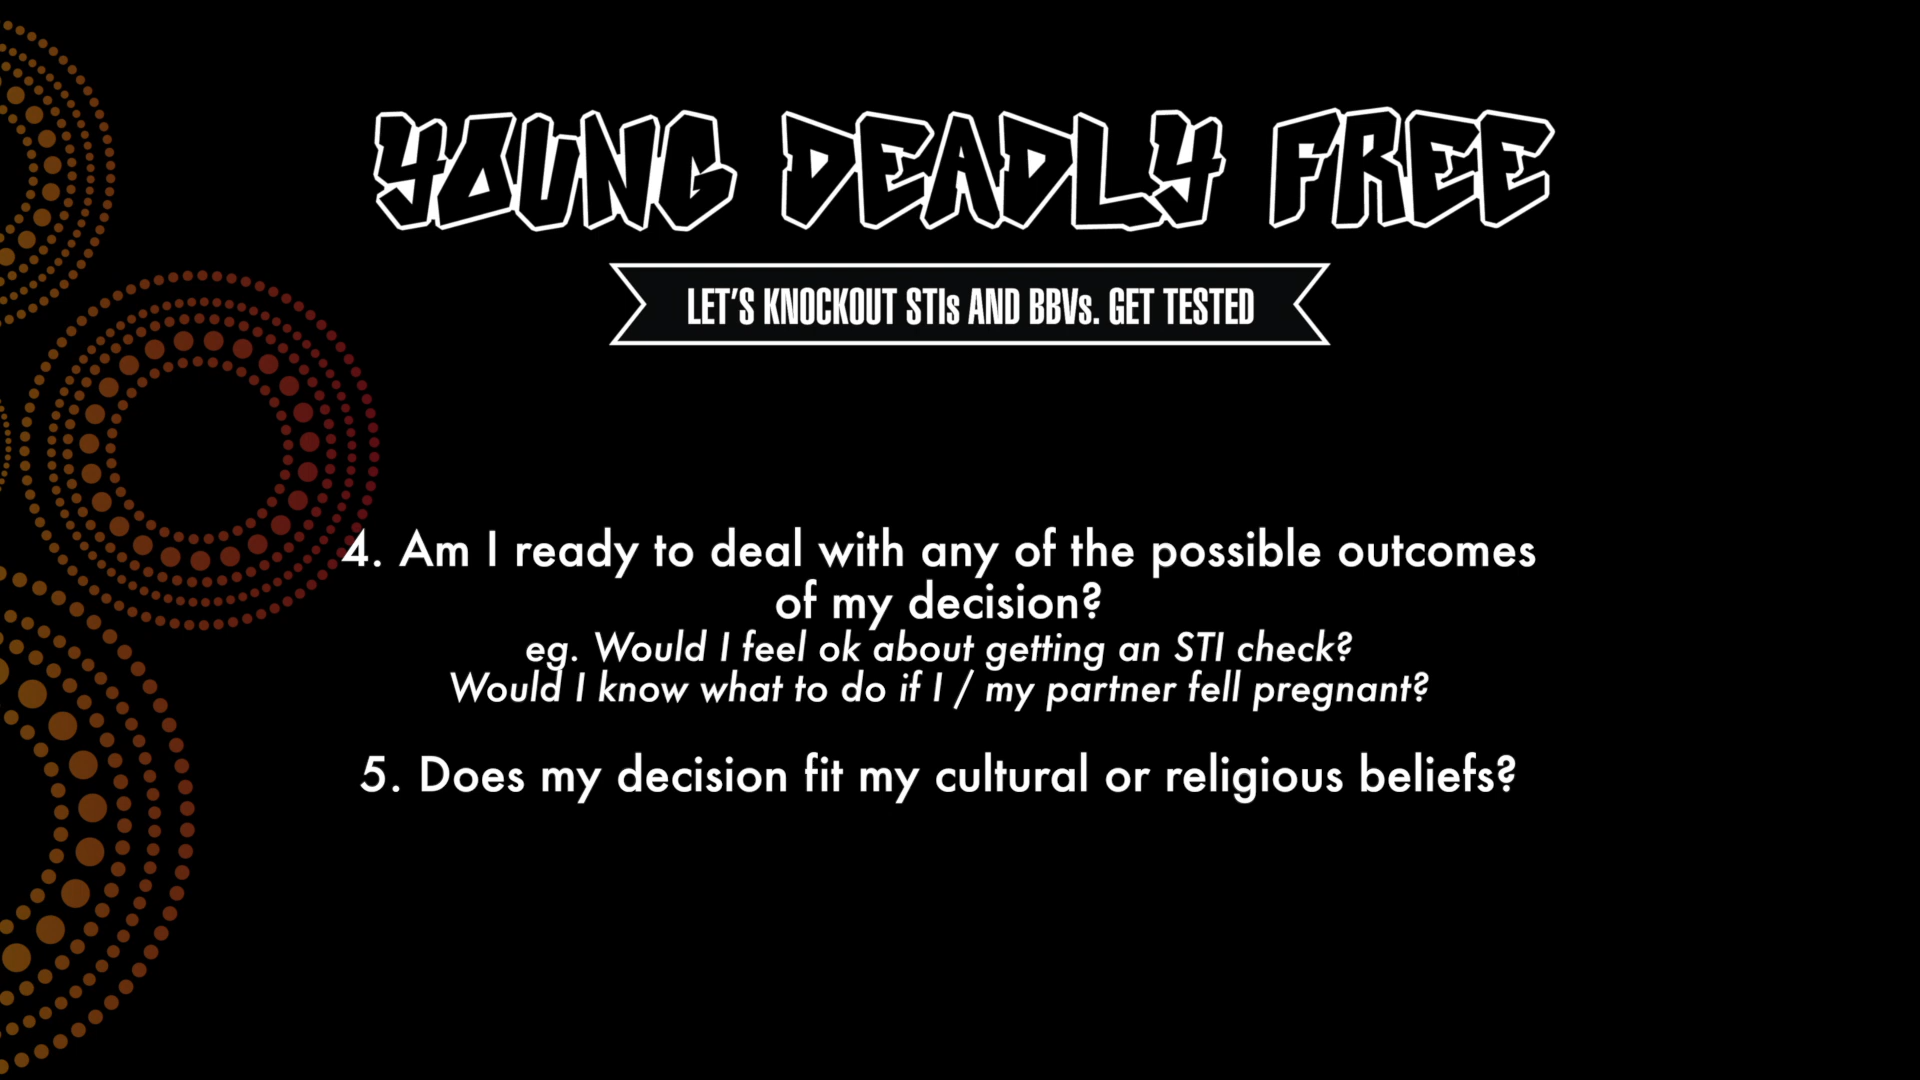 YOUNG DEADLY FREE
LET'S KNOCKOUT STIs AND BBVs. GET TESTED
4. Am I ready to deal with any of the possible outcomes
of my decision?
eg. Would I feel ok about getting an STI check?
Would I know what to do if I / my partner fell pregnant?
5. Does my decision fit my cultural or religious beliefs?